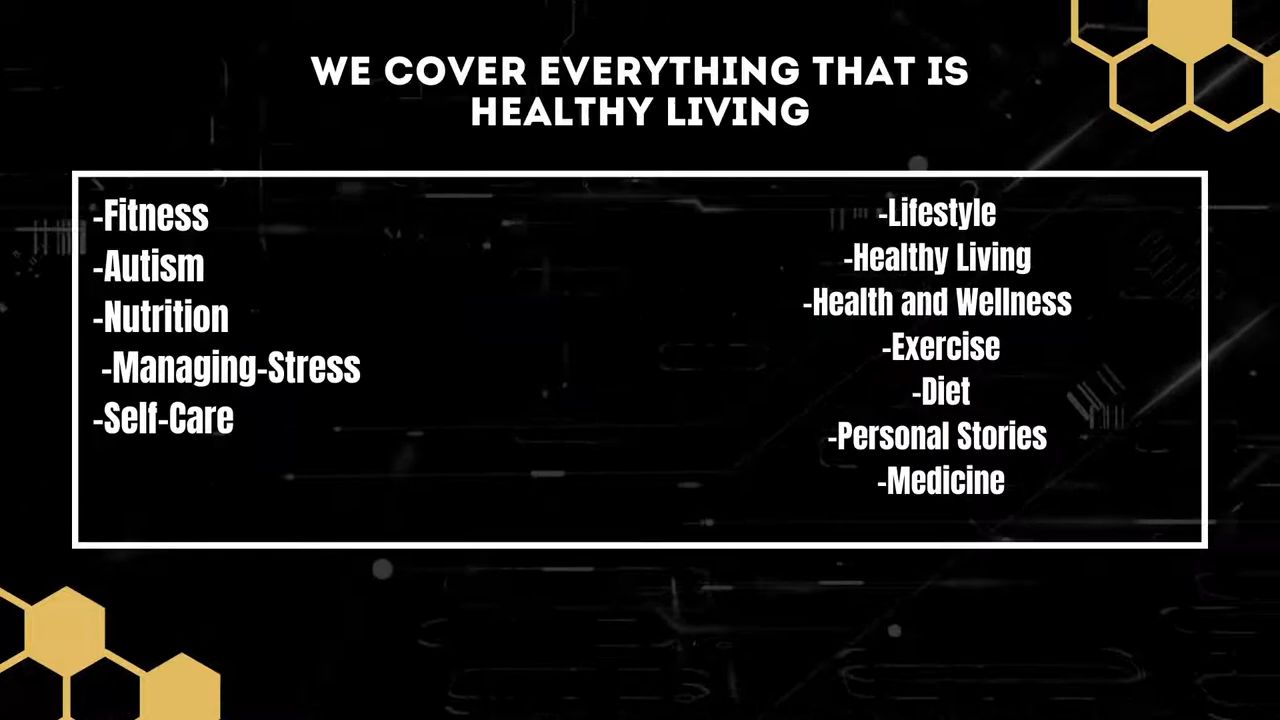 WE COVER EVERYTHING THAT IS
HEALTHY LIVING
-Fitness
-Autism
-Nutrition
-Managing-Stress
-Self-Care
-Lifestyle
-Healthy Living
-Health and Wellness
-Exercise
-Diet
-Personal Stories
-Medicine